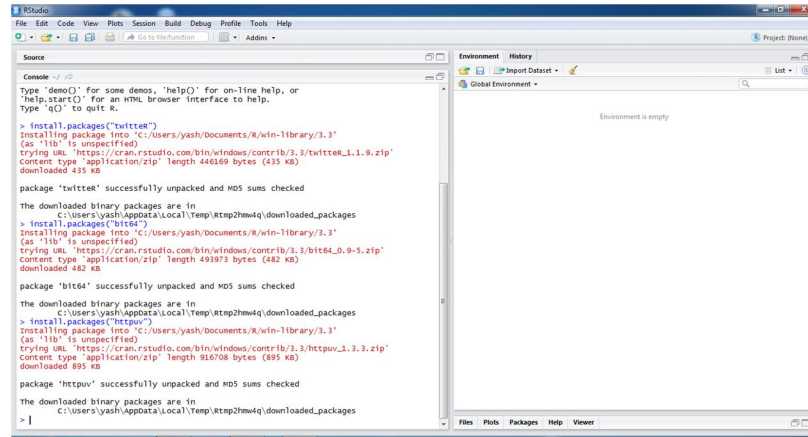 RStudio
File Edit Code View Plots Session Build Debug Profile Tools Help
Go to file/function Addins Project: (None)
Source
Console ~/
Type 'demo()' for some demos, 'help()' for on-line help, or
'help.start()' for an HTML browser interface to help.
Type 'q()' to quit R.
> install.packages("twitteR")
Installing package into 'C:/Users/yash/Documents/R/win-library/3.3'
(as 'lib' is unspecified)
trying URL 'https://cran.rstudio.com/bin/windows/contrib/3.3/twitteR_1.1.9.zip'
Content type 'application/zip' length 446169 bytes (435 KB)
downloaded 435 KB
package 'twitteR' successfully unpacked and MD5 sums checked
The downloaded binary packages are in
C:\Users\yash\AppData\Local\Temp\Rtmp2hmw4q\downloaded_packages
> install.packages("bit64")
Installing package into 'C:/Users/yash/Documents/R/win-library/3.3'
(as 'lib' is unspecified)
trying URL 'https://cran.rstudio.com/bin/windows/contrib/3.3/bit64_0.9-5.zip'
Content type 'application/zip' length 493973 bytes (482 KB)
downloaded 482 KB
package 'bit64' successfully unpacked and MD5 sums checked
The downloaded binary packages are in
C:\Users\yash\AppData\Local\Temp\Rtmp2hmw4q\downloaded_packages
> install.packages("httpuv")
Installing package into 'C:/Users/yash/Documents/R/win-library/3.3'
(as 'lib' is unspecified)
trying URL 'https://cran.rstudio.com/bin/windows/contrib/3.3/httpuv_1.3.3.zip'
Content type 'application/zip' length 916708 bytes (895 KB)
downloaded 895 KB
package 'httpuv' successfully unpacked and MD5 sums checked
The downloaded binary packages are in
C:\Users\yash\AppData\Local\Temp\Rtmp2hmw4q\downloaded_packages
>
Environment History
Import Dataset List
Global Environment
Environment is empty
Files Plots Packages Help Viewer